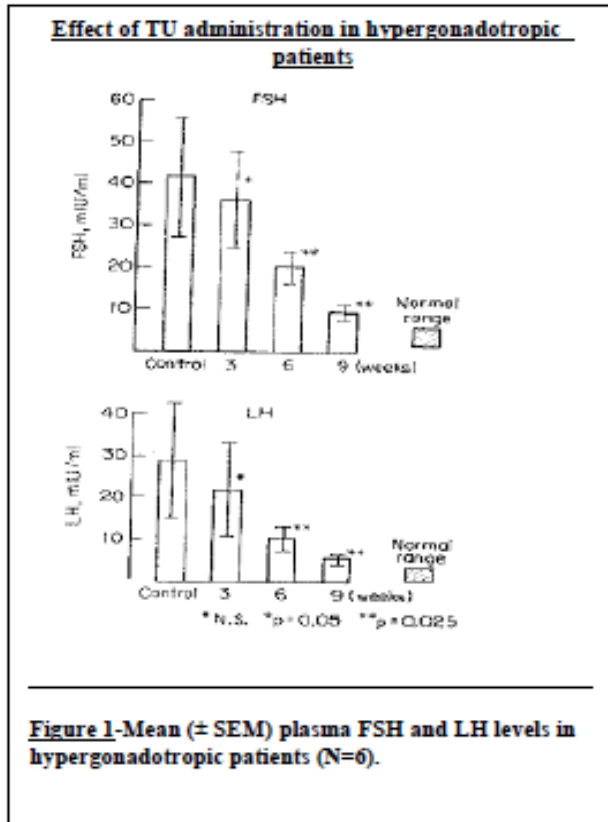 Effect of TU administration in hypergonadotropic
patients
FSH
60
50
40
30
20
10
FSH, mIU/ml
*
**
**
Normal
range
Control 3 6 9 (weeks)
LH
40
30
20
10
LH, mIU/ml
**
**
Normal
range
Control 3 6 9 (weeks)
N.S. *p=0.05 **p=0.025
Figure 1-Mean (± SEM) plasma FSH and LH levels in
hypergonadotropic patients (N=6).